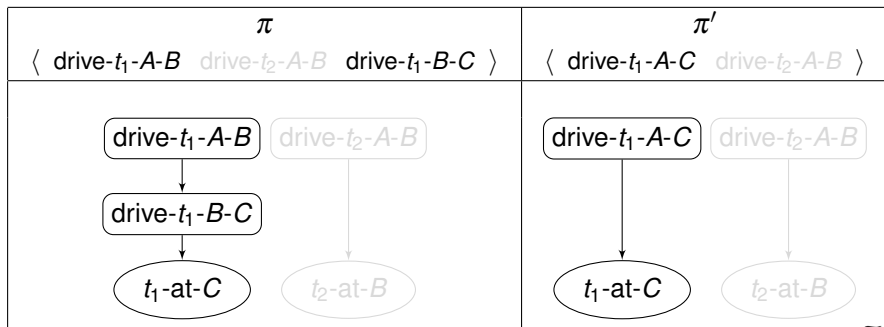 π π′
⟨ drive-t₁-A-B drive-t₂-A-B drive-t₁-B-C ⟩ ⟨ drive-t₁-A-C drive-t₂-A-B ⟩
drive-t₁-A-B drive-t₂-A-B drive-t₁-A-C drive-t₂-A-B
drive-t₁-B-C
t₁-at-C t₂-at-B t₁-at-C t₂-at-B